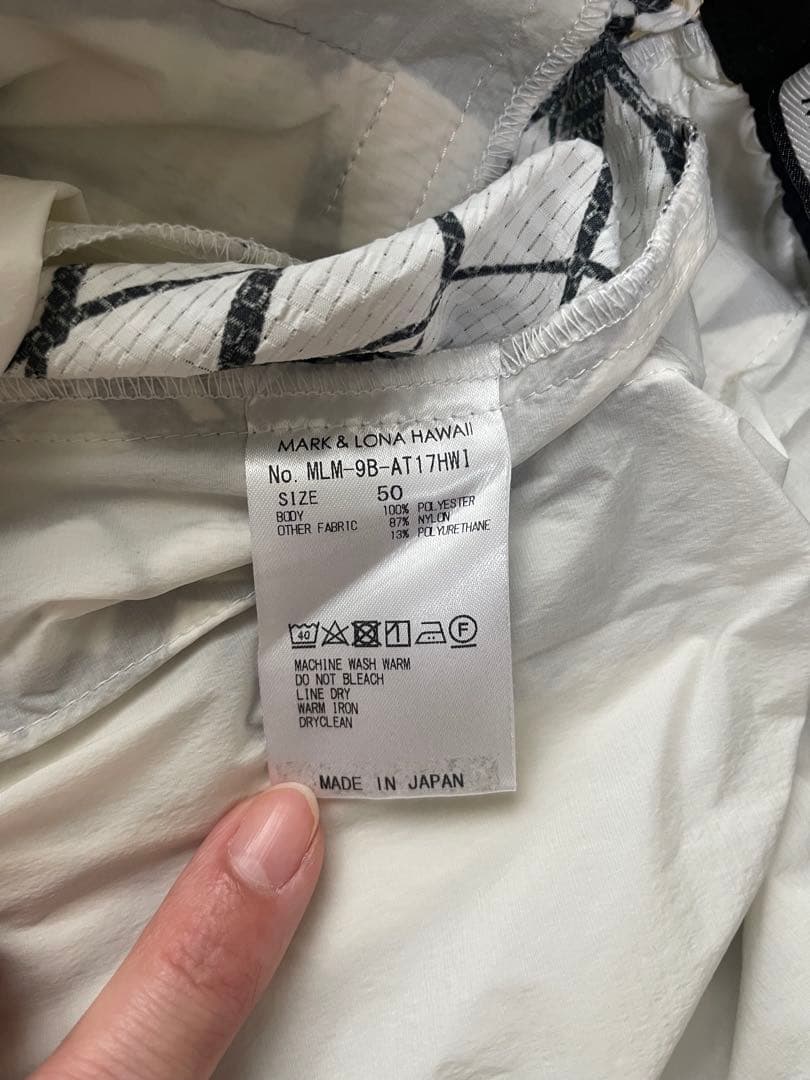 MARK & LONA HAWAII
No. MLM-9B-AT17HWI
SIZE 50
BODY 100% POLYESTER
OTHER FABRIC 87% NYLON
13% POLYURETHANE
40 F
MACHINE WASH WARM
DO NOT BLEACH
LINE DRY
WARM IRON
DRYCLEAN
MADE IN JAPAN